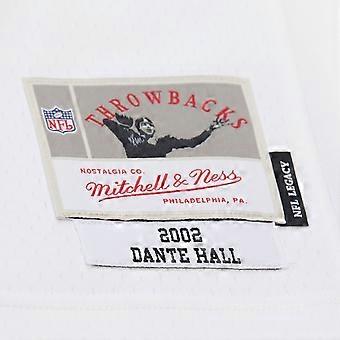 THROWBACKS
NFL
NOSTALGIA CO.
Mitchell & Ness
PHILADELPHIA, PA.
NFL LEGACY
2002
DANTE HALL